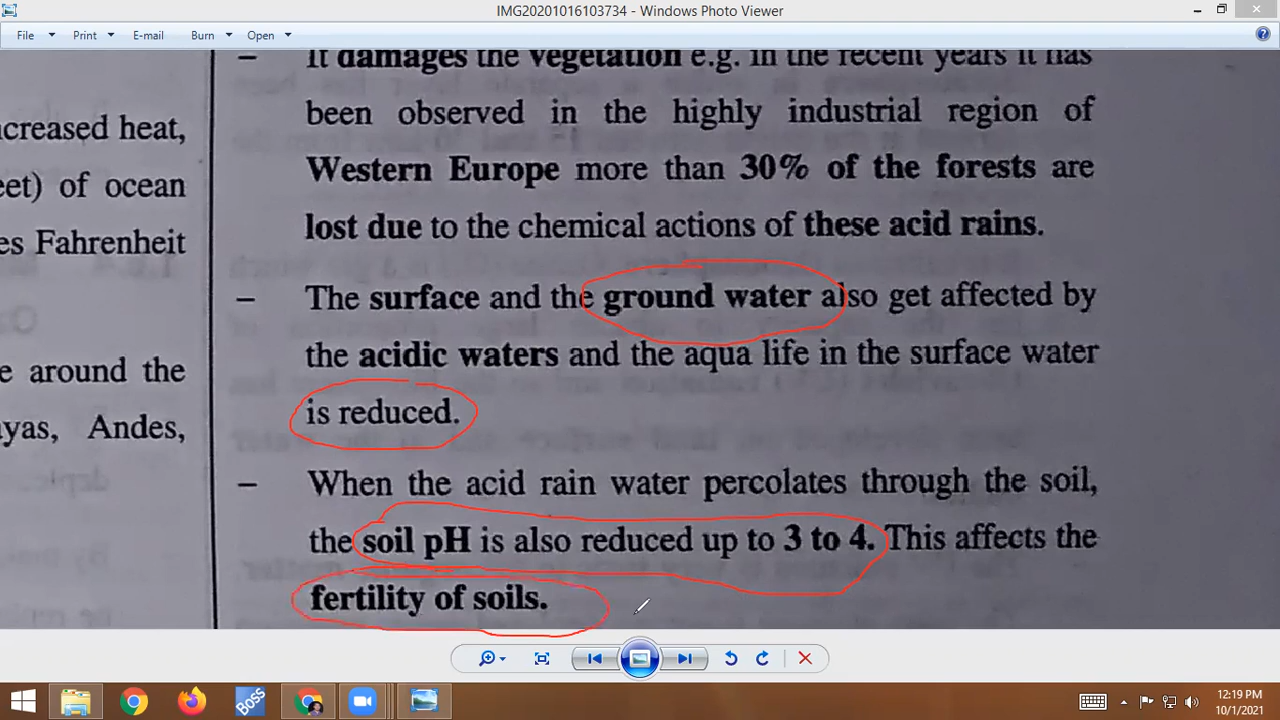 IMG20201016103734 - Windows Photo Viewer
File Print E-mail Burn Open
– It damages the vegetation e.g. in the recent years it has
been observed in the highly industrial region of
Western Europe more than 30% of the forests are
lost due to the chemical actions of these acid rains.
– The surface and the ground water also get affected by
the acidic waters and the aqua life in the surface water
is reduced.
– When the acid rain water percolates through the soil,
the soil pH is also reduced up to 3 to 4. This affects the
fertility of soils.
heat,
of ocean
Fahrenheit
around the
Andes,
BOSS
12:19 PM
10/1/2021